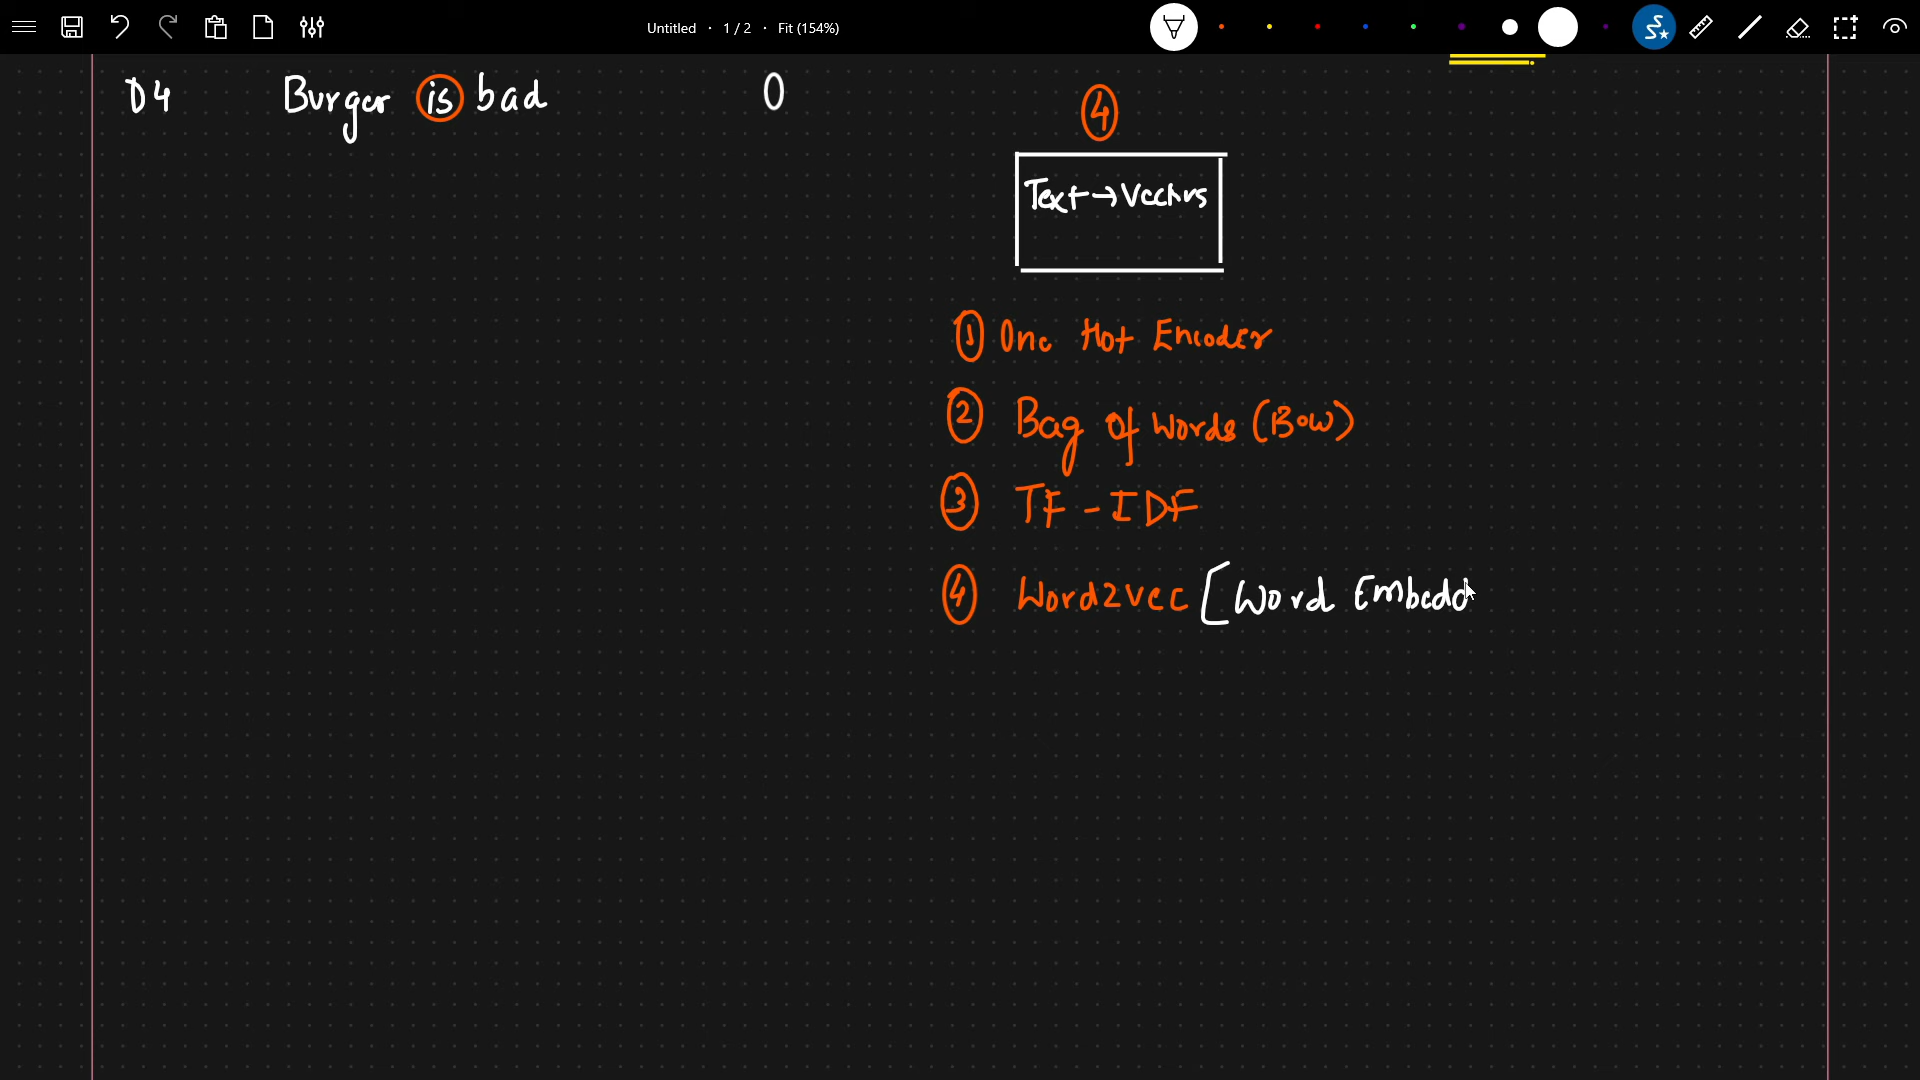 Untitled · 1 / 2 · Fit (154%)
D4 Burger is bad 0
4
Text → Vectors
1 One Hot Encoder
2 Bag of Words (BOW)
3 TF - IDF
4 Word2vec [Word Embedd